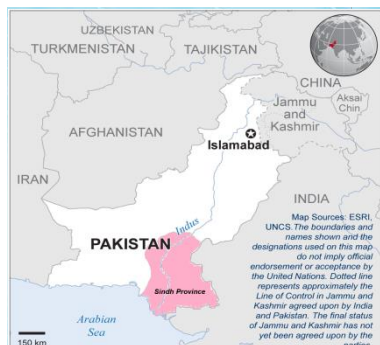 UZBEKISTAN
TURKMENISTAN
TAJIKISTAN
CHINA
Aksai
Chin
Jammu
and
Kashmir
AFGHANISTAN
Islamabad
IRAN
INDIA
Indus
PAKISTAN
Sindh Province
Arabian
Sea
150 km
Map Sources: ESRI,
UNCS.The boundaries and
names shown and the
designations used on this map
do not imply official
endorsement or acceptance by
the United Nations. Dotted line
represents approximately the
Line of Control in Jammu and
Kashmir agreed upon by India
and Pakistan. The final status
of Jammu and Kashmir has not
yet been agreed upon by the